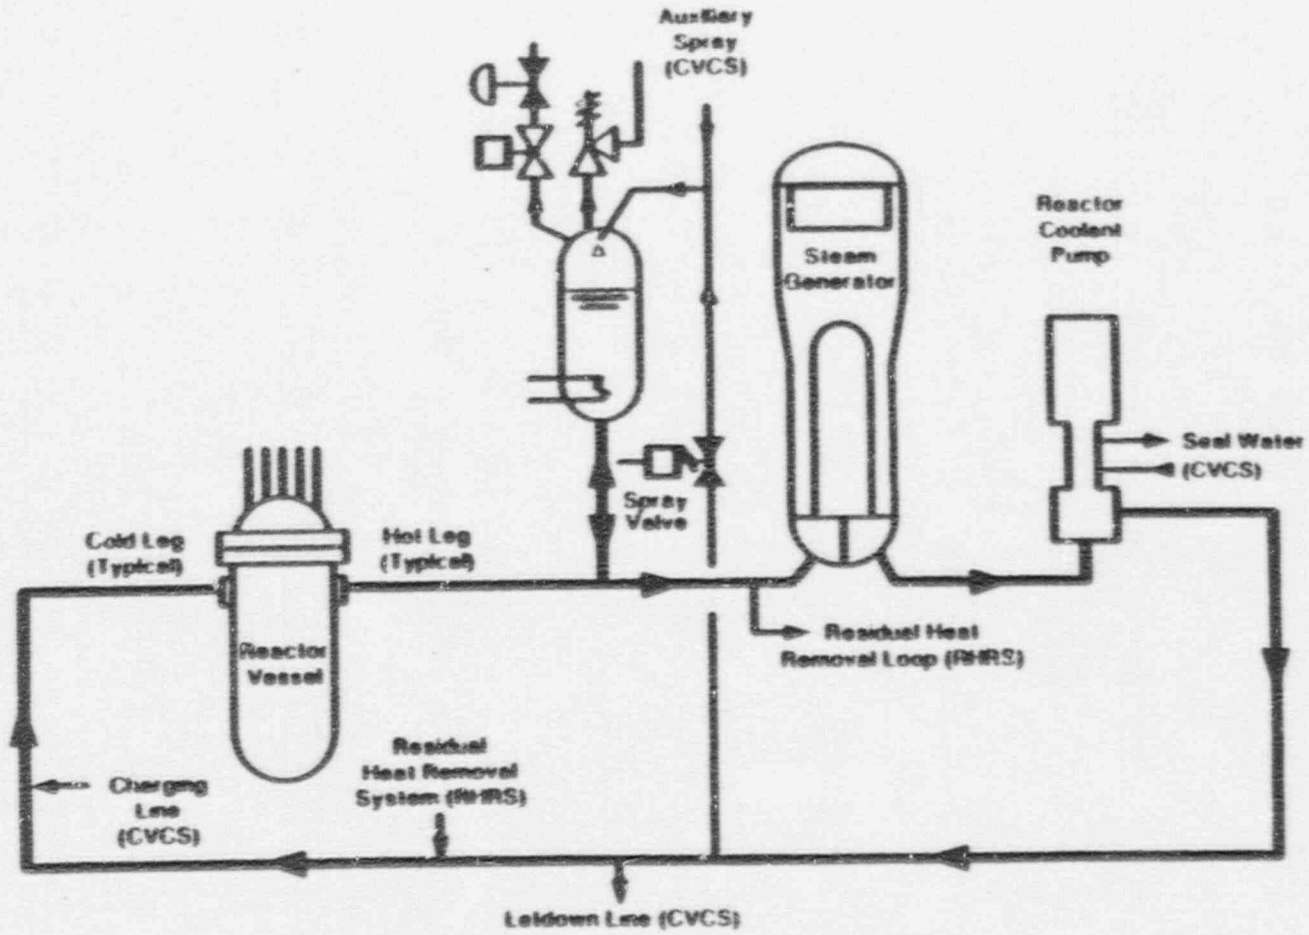 Auxiliary
Spray
(CVCS)
Steam
Generator
Reactor
Coolant
Pump
Seal Water
(CVCS)
Spray
Valve
Cold Leg
(Typical)
Hot Leg
(Typical)
Reactor
Vessel
Residual Heat
Removal Loop (RHRS)
Residual
Heat Removal
System (RHRS)
Charging
Line
(CVCS)
Letdown Line (CVCS)